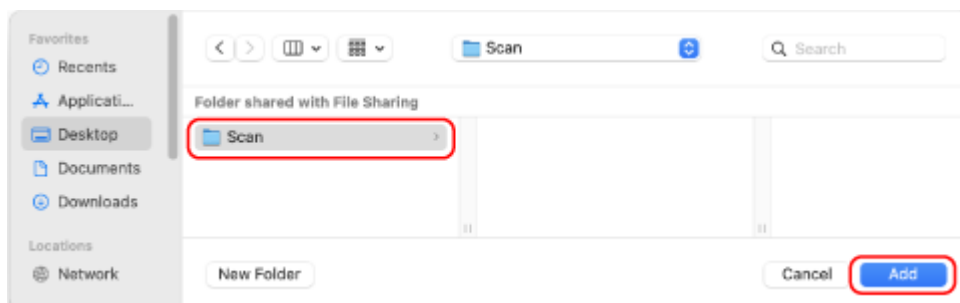 Favorites
Recents
Applicati...
Desktop
Documents
Downloads
Locations
Network
Scan
Search
Folder shared with File Sharing
Scan
New Folder
Cancel
Add